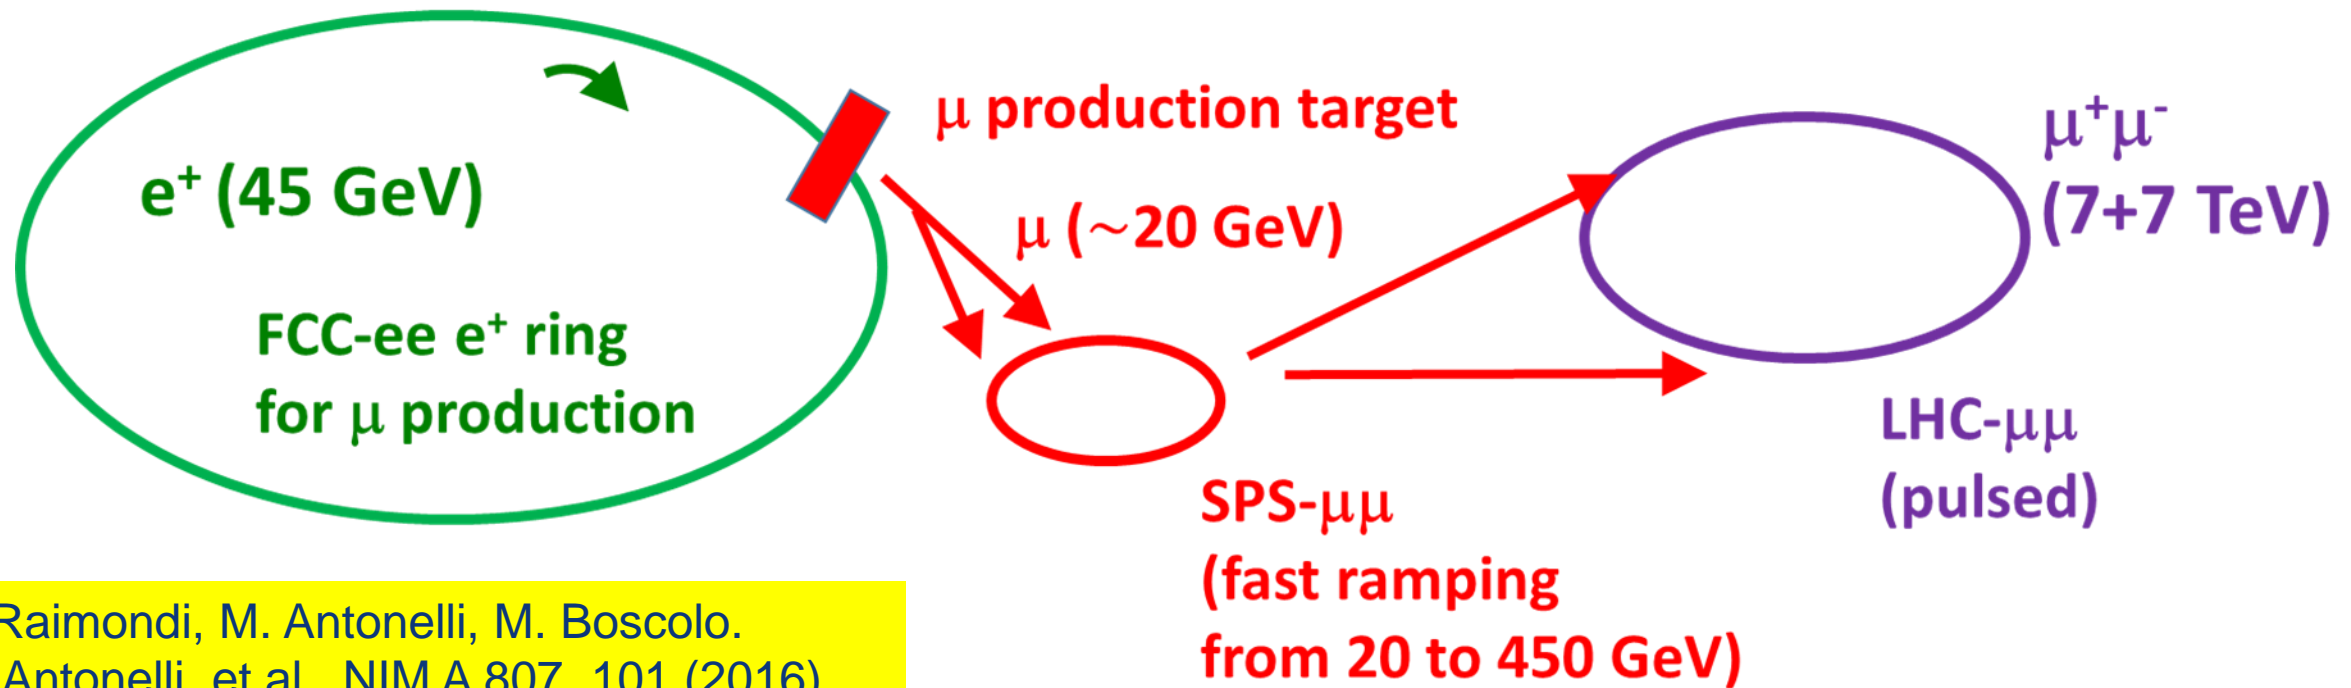 e⁺ (45 GeV)
FCC-ee e⁺ ring
for μ production
μ production target
μ (~20 GeV)
SPS-μμ
(fast ramping
from 20 to 450 GeV)
μ⁺μ⁻
(7+7 TeV)
LHC-μμ
(pulsed)
Raimondi, M. Antonelli, M. Boscolo.
Antonelli, et al., NIM A 807, 101 (2016)